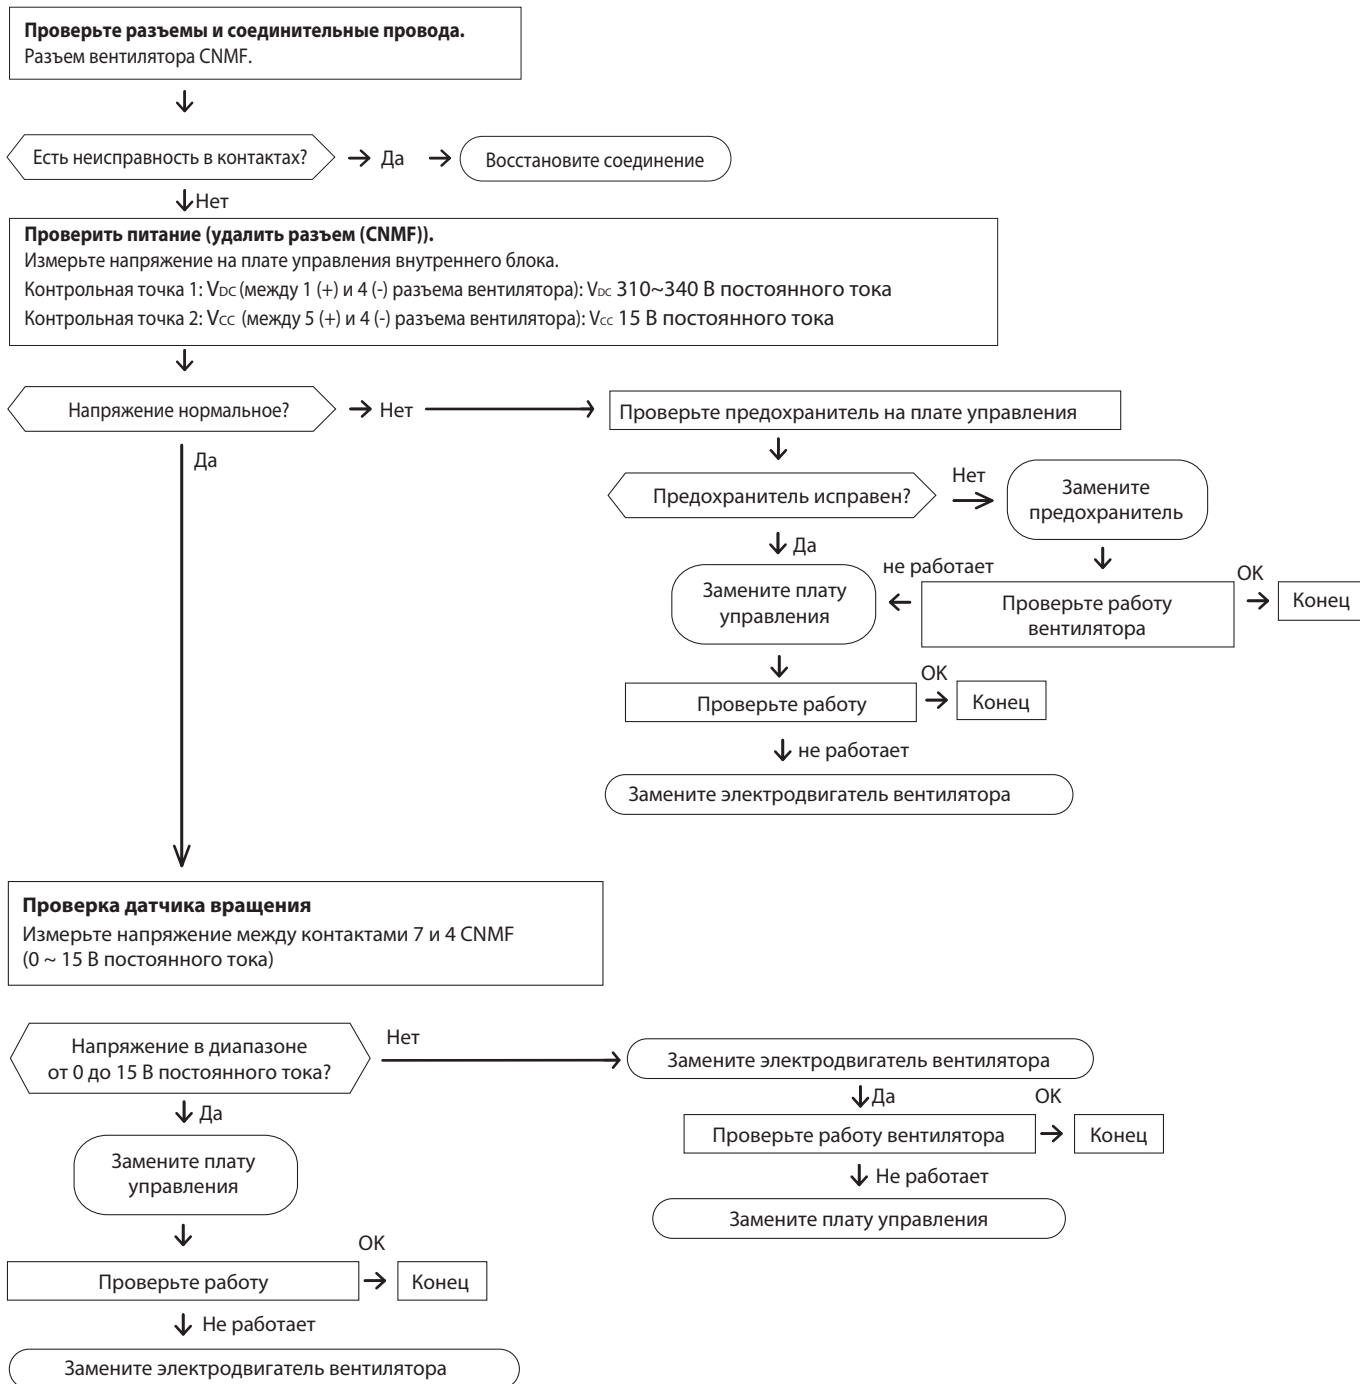 Проверьте разъемы и соединительные провода.
Разъем вентилятора CNMF.
Есть неисправность в контактах?
Да
Восстановите соединение
Нет
Проверить питание (удалить разъем (CNMF)).
Измерьте напряжение на плате управления внутреннего блока.
Контрольная точка 1: VDC (между 1 (+) и 4 (-) разъема вентилятора): VDC 310~340 В постоянного тока
Контрольная точка 2: VCC (между 5 (+) и 4 (-) разъема вентилятора): VCC 15 В постоянного тока
Напряжение нормальное?
Нет
Проверьте предохранитель на плате управления
Да
Предохранитель исправен?
Нет
Замените
предохранитель
Да
не работает
OK
Замените плату
управления
Проверьте работу
вентилятора
Конец
OK
Проверьте работу
Конец
не работает
Замените электродвигатель вентилятора
Проверка датчика вращения
Измерьте напряжение между контактами 7 и 4 CNMF
(0 ~ 15 В постоянного тока)
Напряжение в диапазоне
от 0 до 15 В постоянного тока?
Нет
Замените электродвигатель вентилятора
Да
OK
Проверьте работу вентилятора
Конец
Не работает
Замените плату управления
Да
Замените плату
управления
OK
Проверьте работу
Конец
Не работает
Замените электродвигатель вентилятора